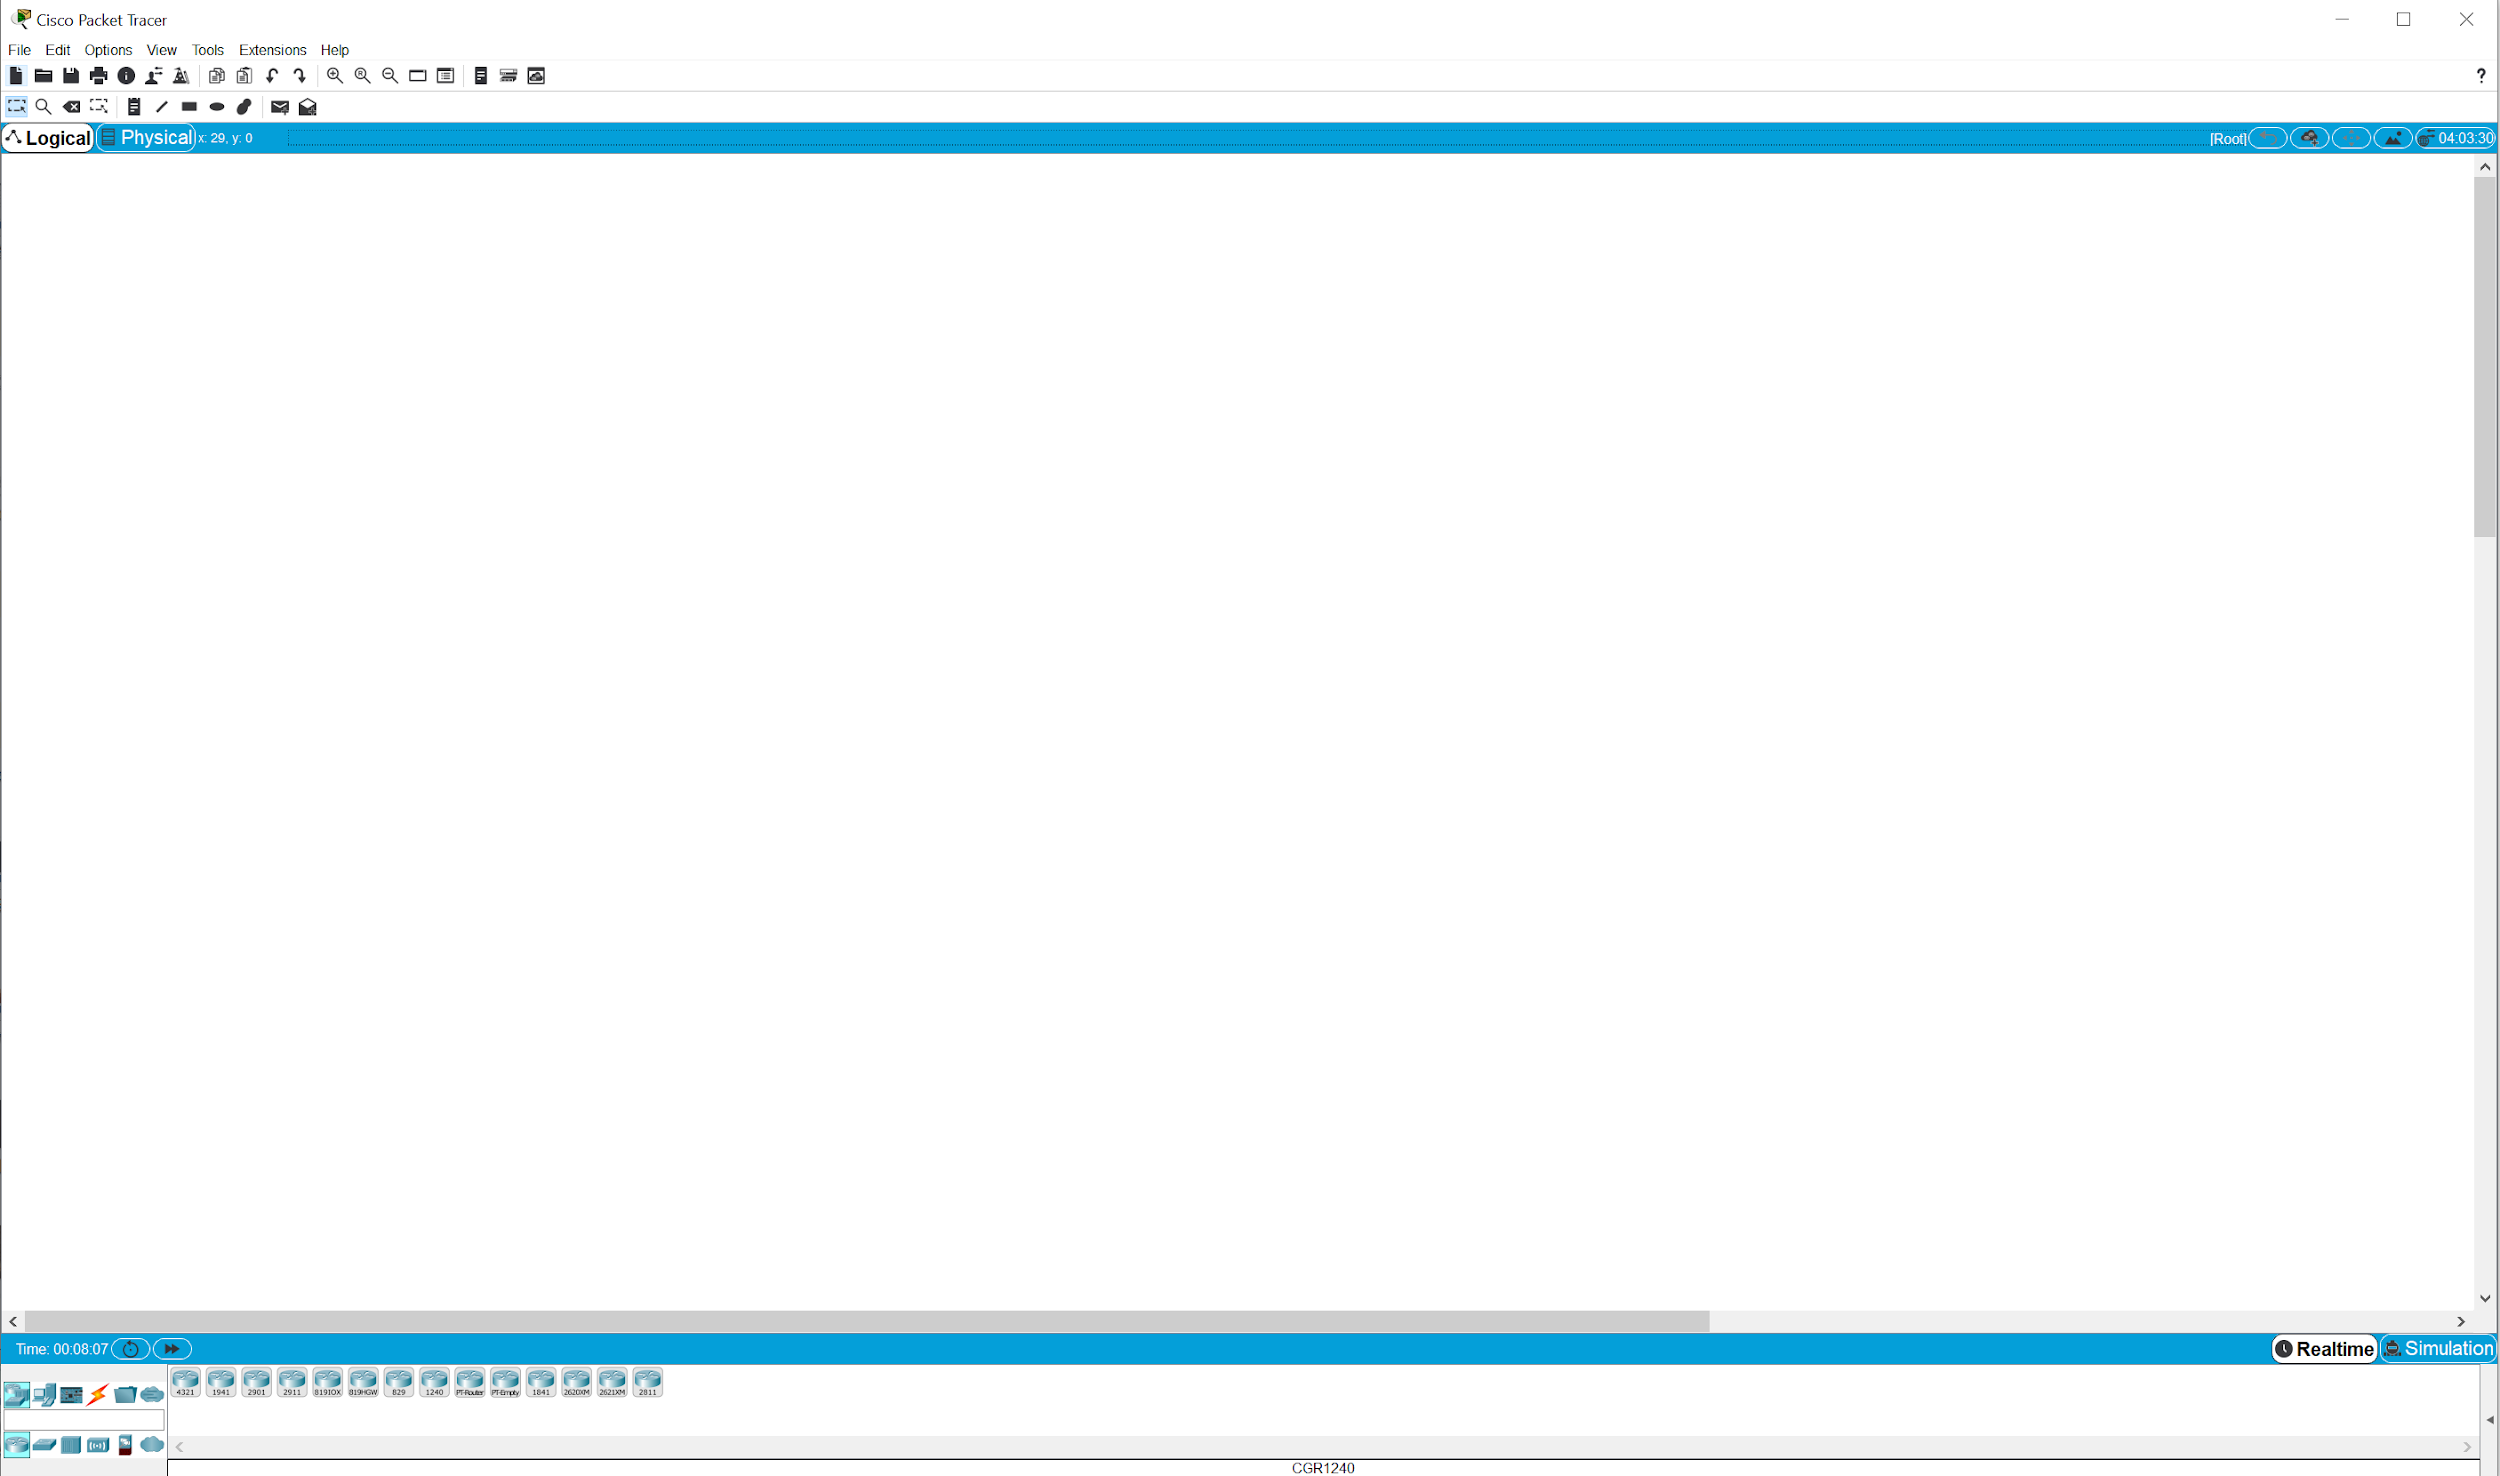 Cisco Packet Tracer
File Edit Options View Tools Extensions Help
?
Logical Physical x: 29, y: 0 [Root] 04:03:30
Time: 00:08:07 Realtime Simulation
4321 1941 2901 2911 819IOX 819HGW 829 1240 PT-Router PT-Empty 1841 2620XM 2621XM 2811
CGR1240